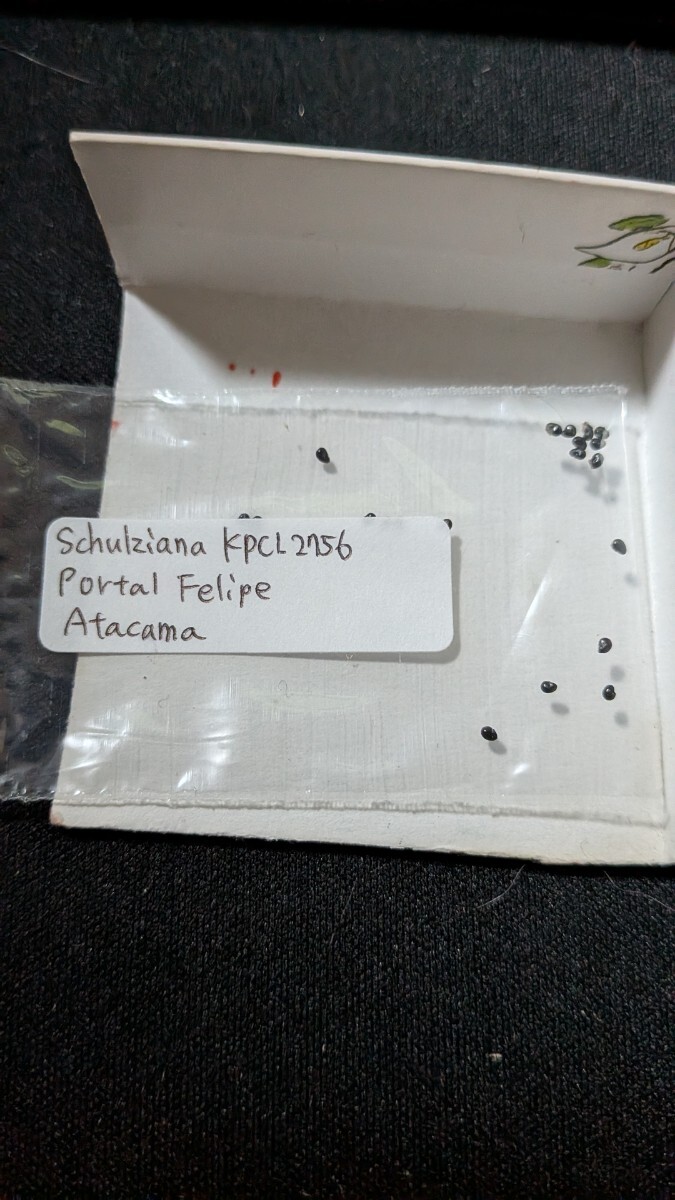 Schulziana KPCL2756
Portal Felipe
Atacama